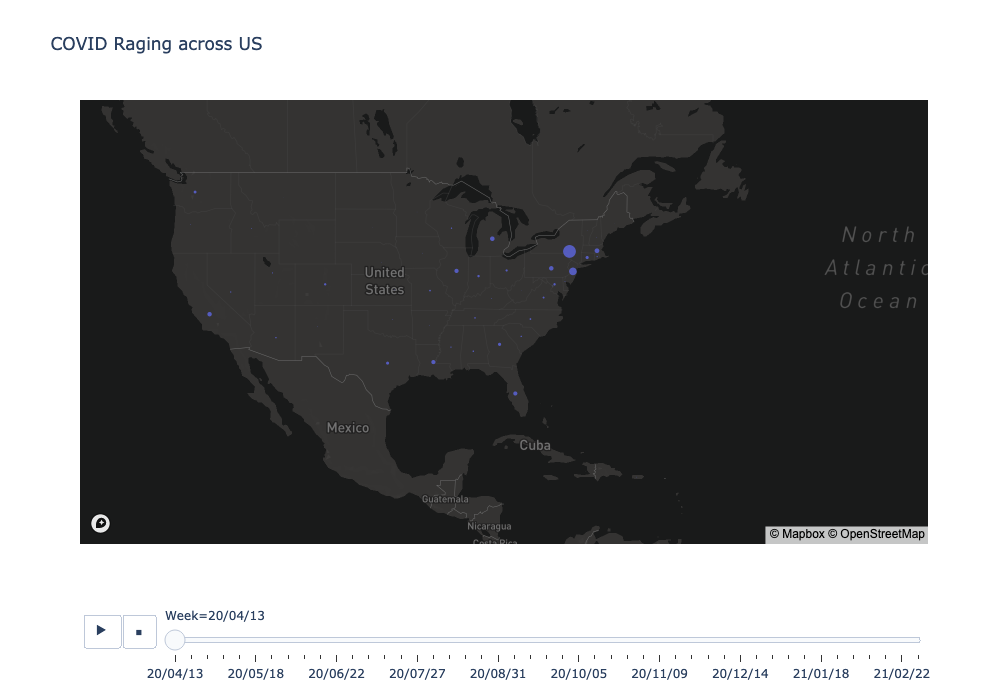 COVID Raging across US
North
Atlantic
Ocean
United
States
Mexico
Cuba
Guatemala
Nicaragua
Costa Rica
© Mapbox © OpenStreetMap
Week=20/04/13
20/04/13 20/05/18 20/06/22 20/07/27 20/08/31 20/10/05 20/11/09 20/12/14 21/01/18 21/02/22